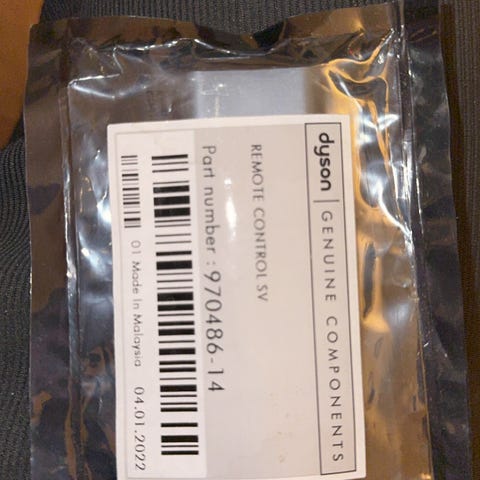 dyson | GENUINE COMPONENTS
REMOTE CONTROL SV
Part number : 970486-14
01 Made In Malaysia 04.01.2022